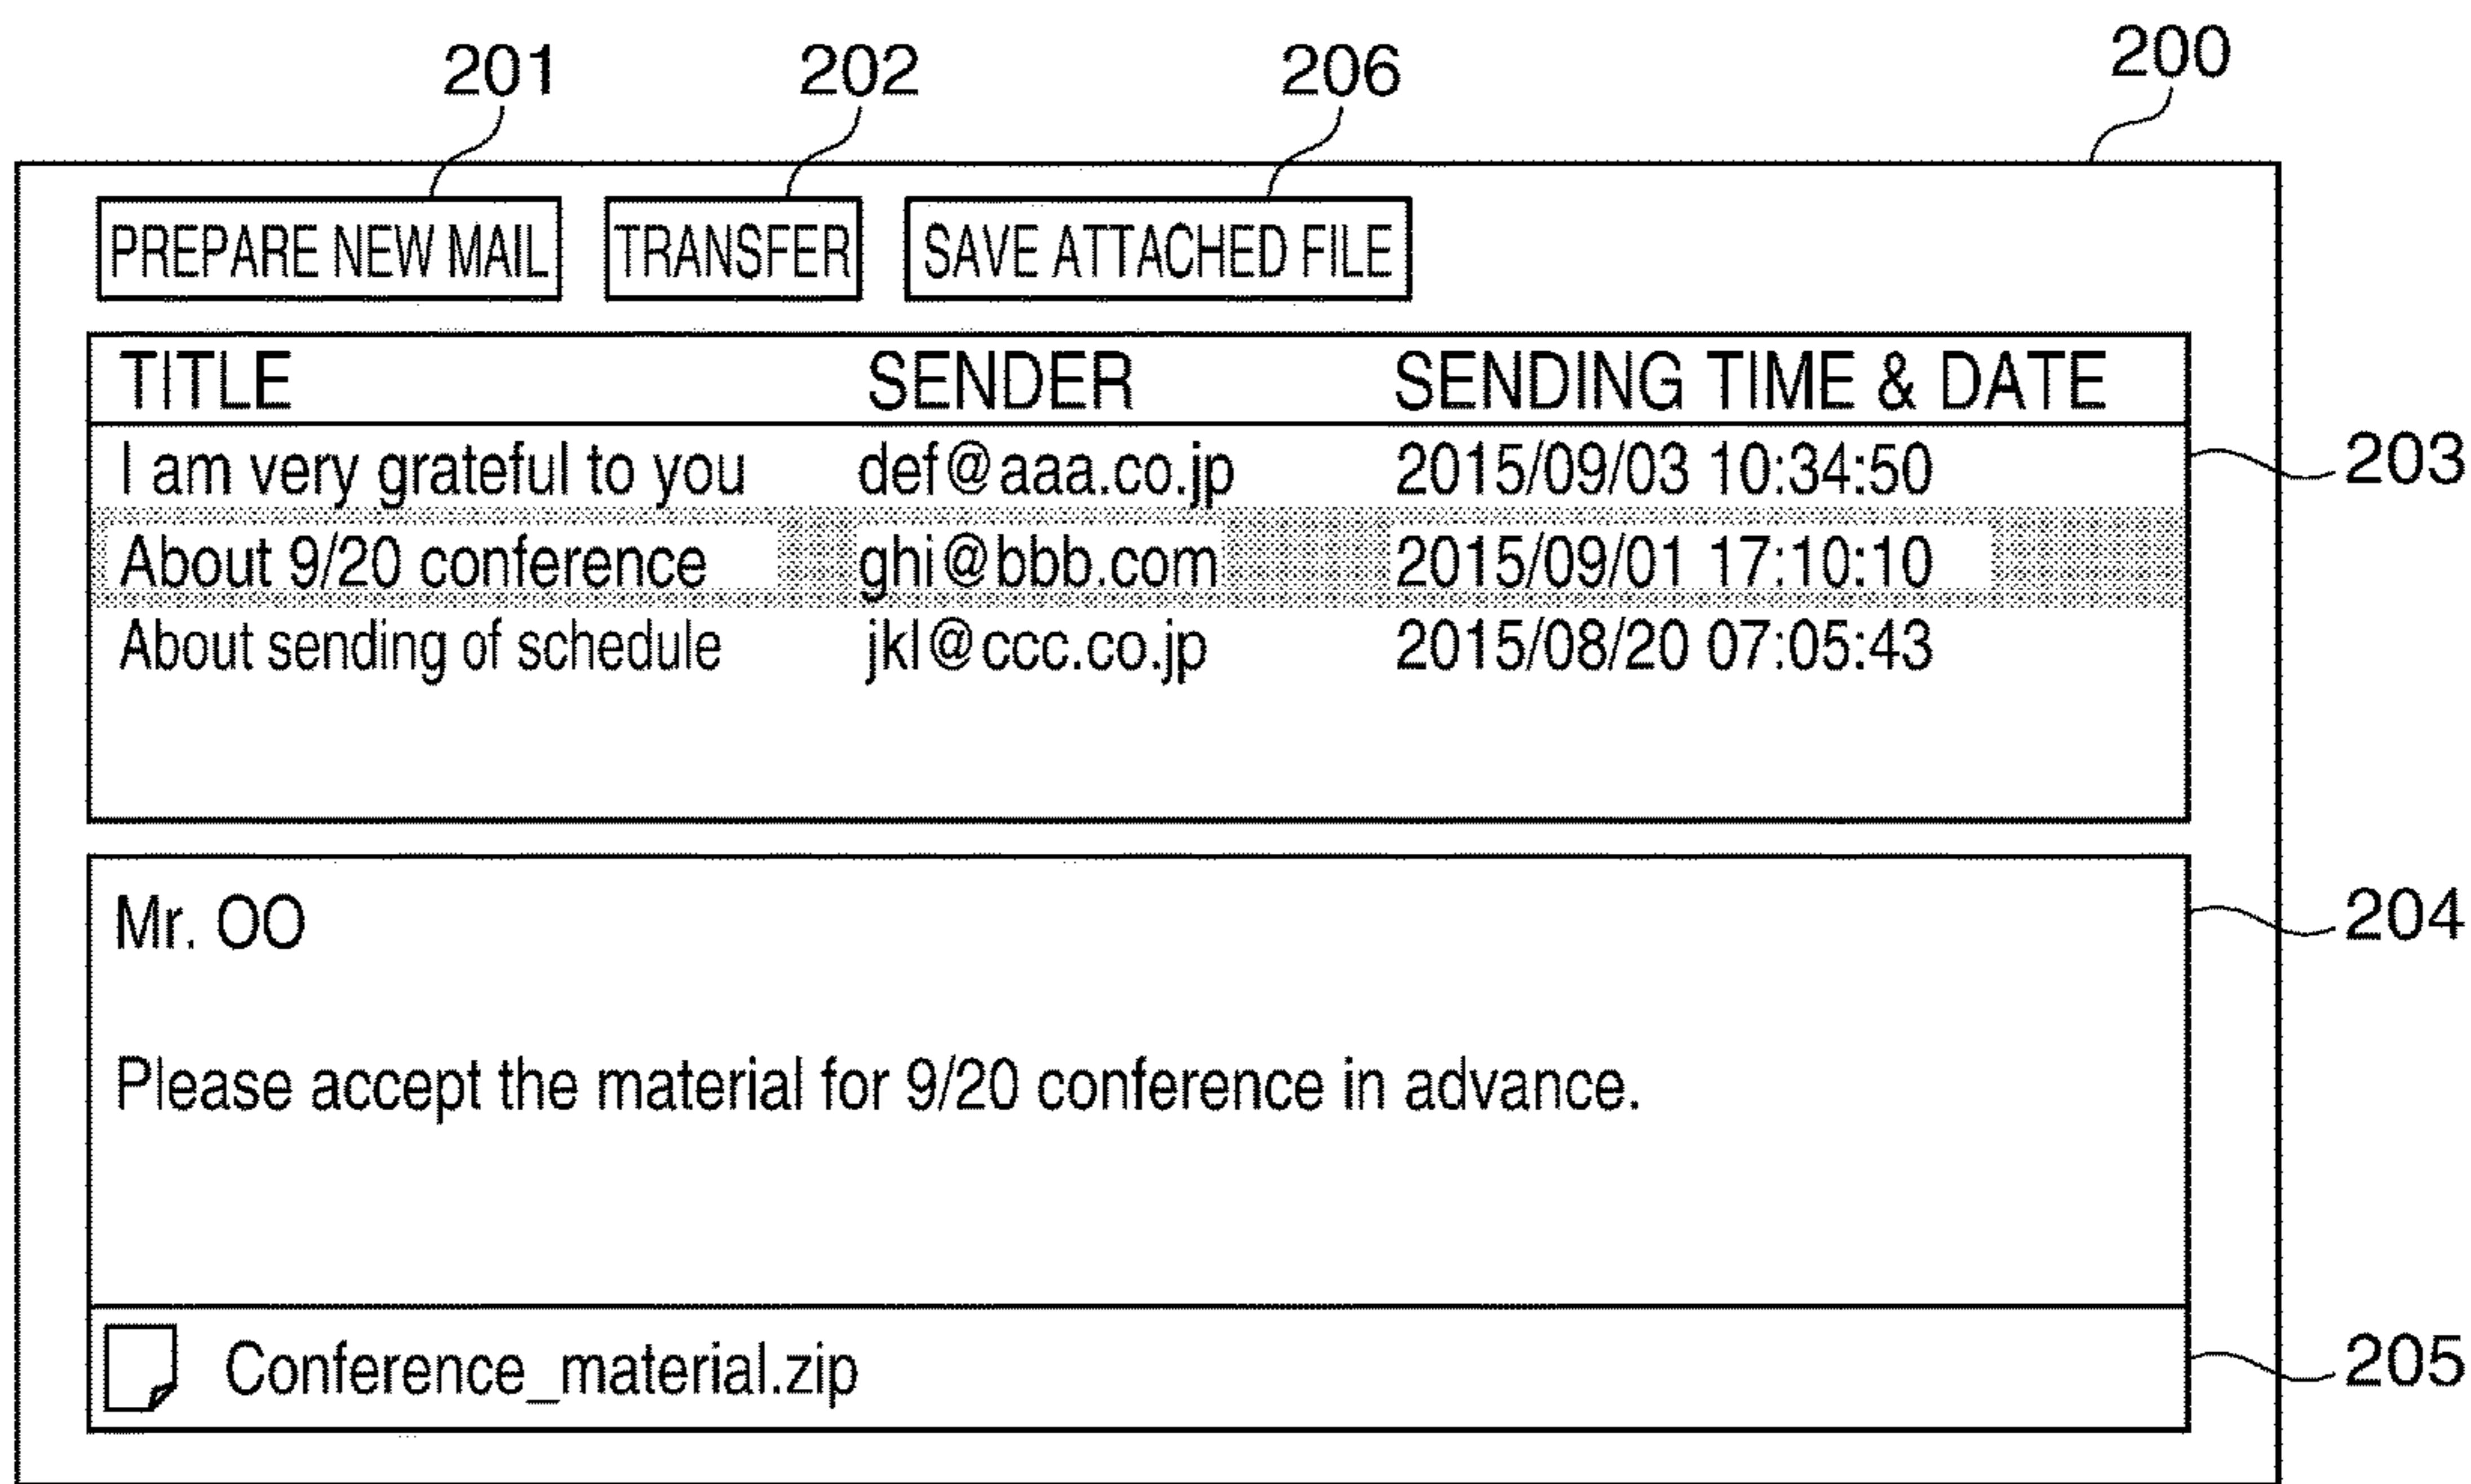 201 202 206 200
PREPARE NEW MAIL TRANSFER SAVE ATTACHED FILE
TITLE SENDER SENDING TIME & DATE
I am very grateful to you def@aaa.co.jp 2015/09/03 10:34:50 203
About 9/20 conference ghi@bbb.com 2015/09/01 17:10:10
About sending of schedule jkl@ccc.co.jp 2015/08/20 07:05:43
Mr. OO 204
Please accept the material for 9/20 conference in advance.
Conference_material.zip 205